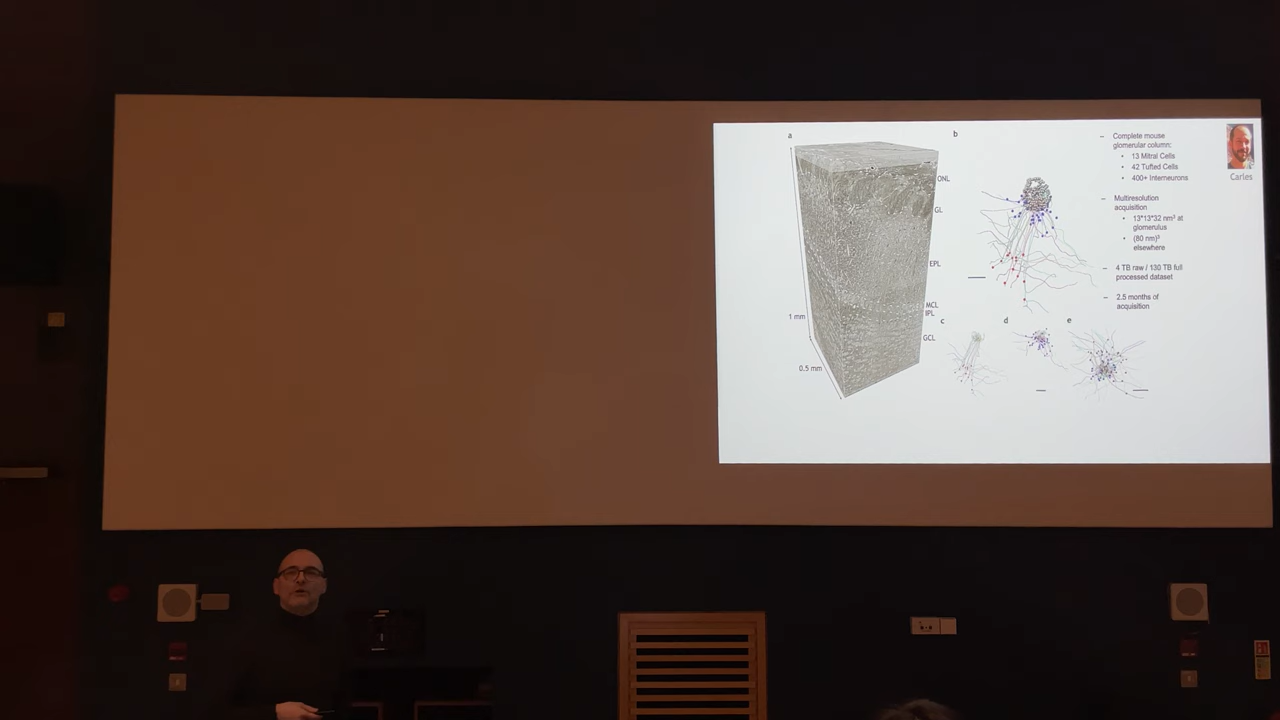 a
ONL
GL
EPL
MCL
IPL
GCL
1 mm
0.5 mm
b
c
d
e
– Complete mouse
glomerular column:
• 13 Mitral Cells
• 42 Tufted Cells
• 400+ Interneurons
– Multiresolution
acquisition
• 13*13*32 nm³ at
glomerulus
• (80 nm)³
elsewhere
– 4 TB raw / 130 TB full
processed dataset
– 2.5 months of
acquisition
Carles